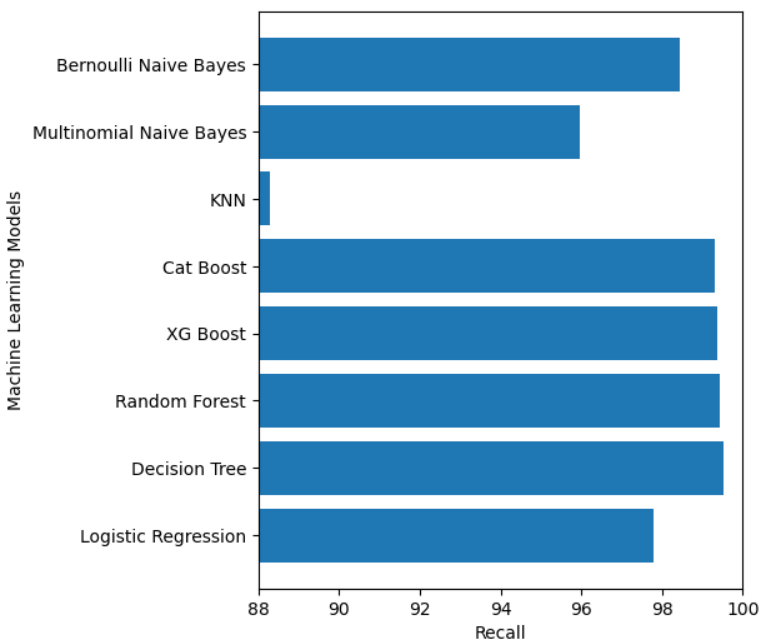 Bernoulli Naive Bayes
Multinomial Naive Bayes
KNN
Cat Boost
XG Boost
Random Forest
Decision Tree
Logistic Regression
Machine Learning Models
88 90 92 94 96 98 100
Recall